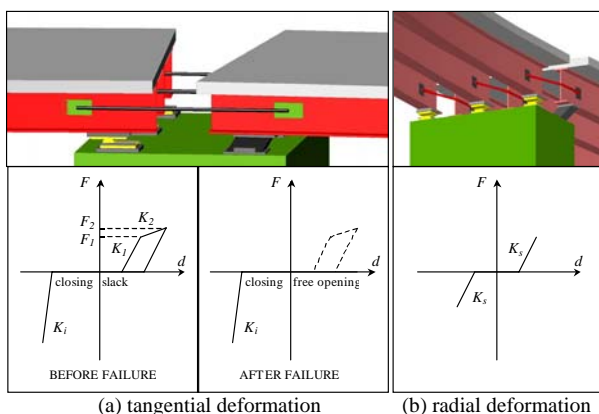 F
F
F
F₂
K₂
F₁
K₁
Kₛ
d
d
d
closing
slack
closing
free opening
Kₛ
Kᵢ
Kᵢ
BEFORE FAILURE
AFTER FAILURE
(a) tangential deformation
(b) radial deformation